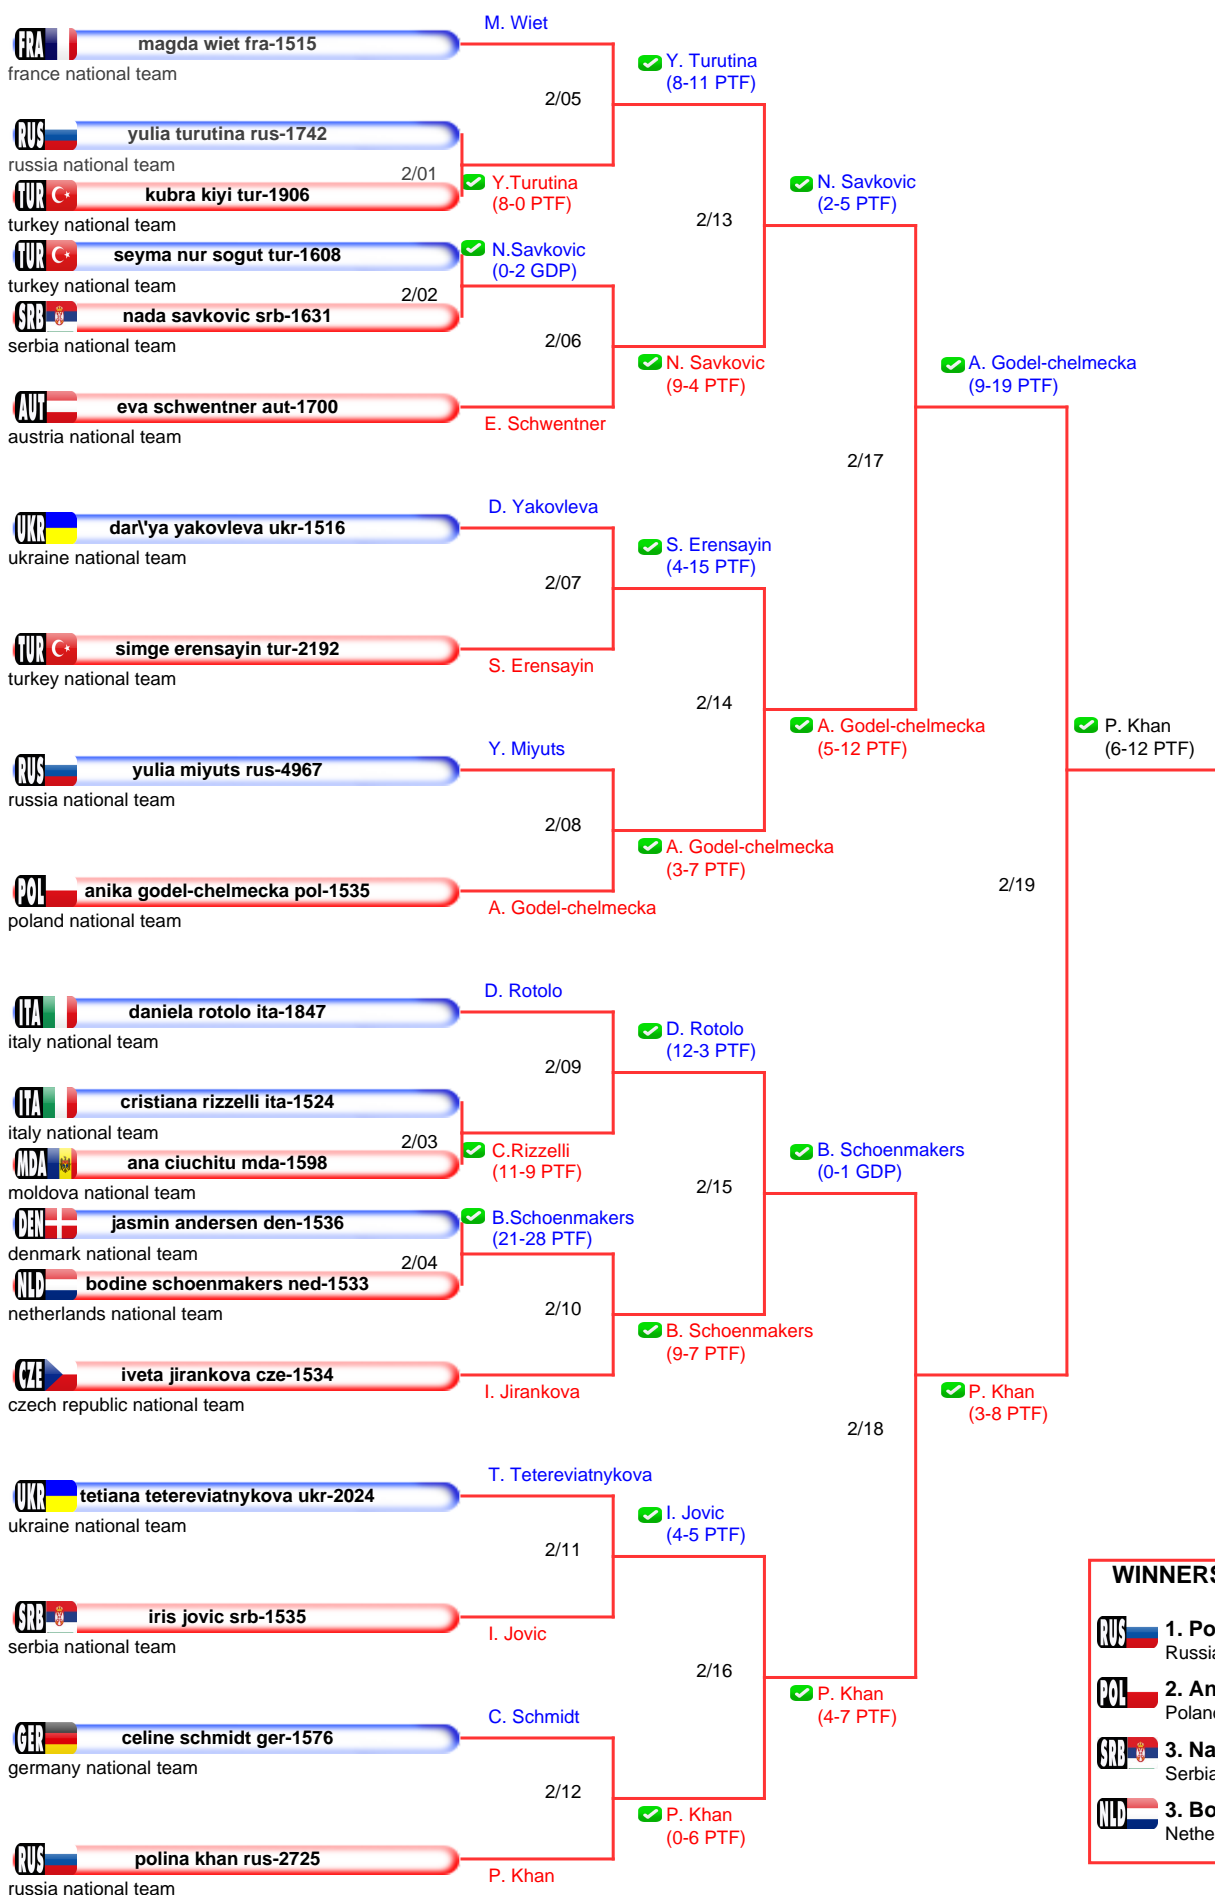 M. Wiet
FRA magda wiet fra-1515
france national team
Y. Turutina
(8-11 PTF)
2/05
RUS yulia turutina rus-1742
russia national team
2/01
Y.Turutina
(8-0 PTF)
TUR kubra kiyi tur-1906
turkey national team
N. Savkovic
(2-5 PTF)
2/13
TUR seyma nur sogut tur-1608
turkey national team
N.Savkovic
(0-2 GDP)
2/02
SRB nada savkovic srb-1631
serbia national team
2/06
N. Savkovic
(9-4 PTF)
A. Godel-chelmecka
(9-19 PTF)
AUT eva schwentner aut-1700
austria national team
E. Schwentner
2/17
D. Yakovleva
UKR dar\'ya yakovleva ukr-1516
ukraine national team
S. Erensayin
(4-15 PTF)
2/07
TUR simge erensayin tur-2192
turkey national team
S. Erensayin
2/14
A. Godel-chelmecka
(5-12 PTF)
P. Khan
(6-12 PTF)
Y. Miyuts
RUS yulia miyuts rus-4967
russia national team
2/08
A. Godel-chelmecka
(3-7 PTF)
POL anika godel-chelmecka pol-1535
poland national team
A. Godel-chelmecka
2/19
D. Rotolo
ITA daniela rotolo ita-1847
italy national team
D. Rotolo
(12-3 PTF)
2/09
ITA cristiana rizzelli ita-1524
italy national team
2/03
C.Rizzelli
(11-9 PTF)
MDA ana ciuchitu mda-1598
moldova national team
B. Schoenmakers
(0-1 GDP)
2/15
DEN jasmin andersen den-1536
denmark national team
B.Schoenmakers
(21-28 PTF)
2/04
NLD bodine schoenmakers ned-1533
netherlands national team
2/10
B. Schoenmakers
(9-7 PTF)
CZE iveta jirankova cze-1534
czech republic national team
I. Jirankova
P. Khan
(3-8 PTF)
2/18
T. Tetereviatnykova
UKR tetiana tetereviatnykova ukr-2024
ukraine national team
I. Jovic
(4-5 PTF)
2/11
SRB iris jovic srb-1535
serbia national team
I. Jovic
2/16
P. Khan
(4-7 PTF)
C. Schmidt
GER celine schmidt ger-1576
germany national team
2/12
P. Khan
(0-6 PTF)
RUS polina khan rus-2725
russia national team
P. Khan
WINNERS
RUS 1. Po
Russia
POL 2. An
Poland
SRB 3. Na
Serbia
NLD 3. Bo
Nethe